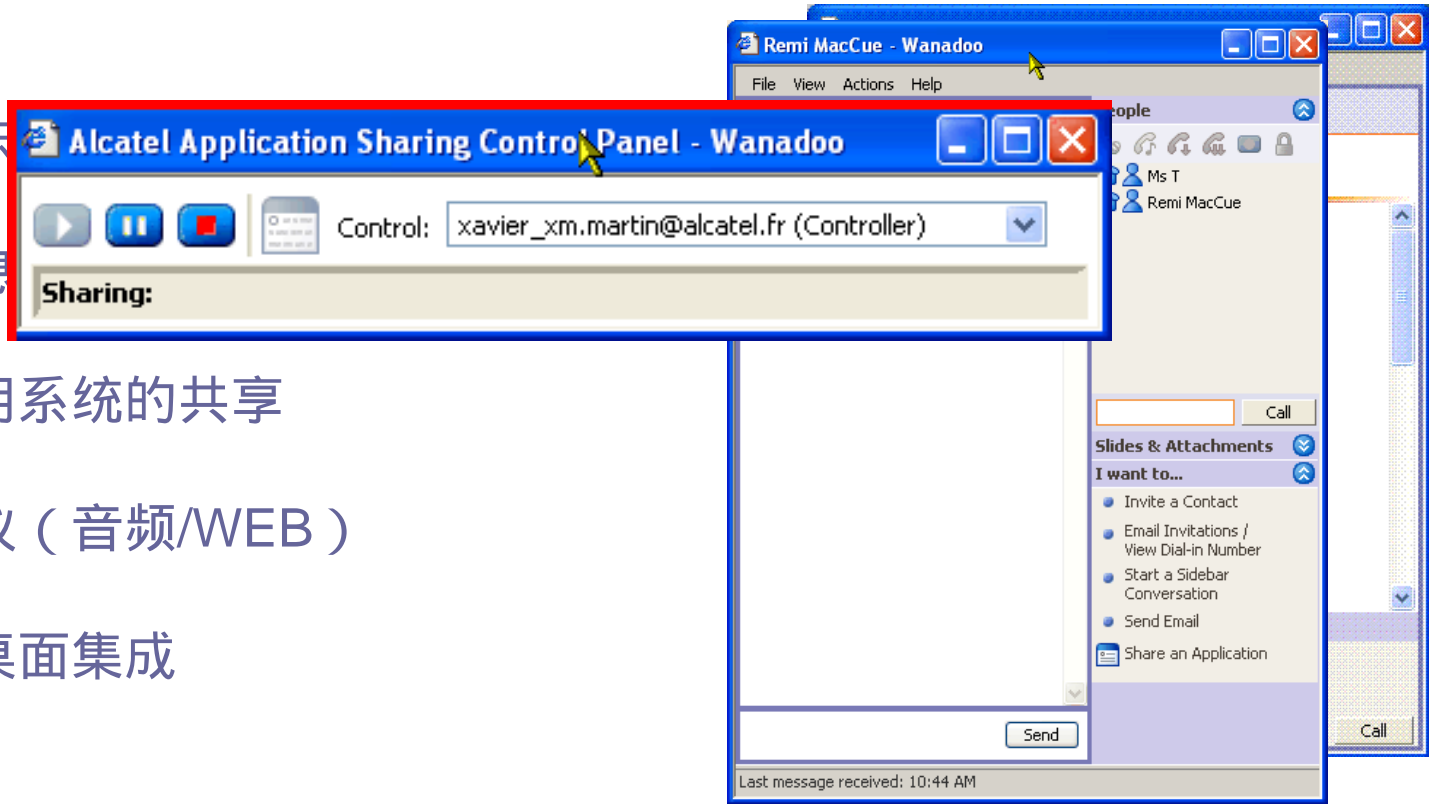 Remi MacCue - Wanadoo
File View Actions Help
Alcatel Application Sharing Control Panel - Wanadoo
Control: xavier_xm.martin@alcatel.fr (Controller)
Sharing:
Ms T
Remi MacCue
Call
Slides & Attachments
I want to...
Invite a Contact
Email Invitations /
View Dial-in Number
Start a Sidebar
Conversation
Send Email
Share an Application
Send
Call
Last message received: 10:44 AM
系统的共享
(音频/WEB)
桌面集成